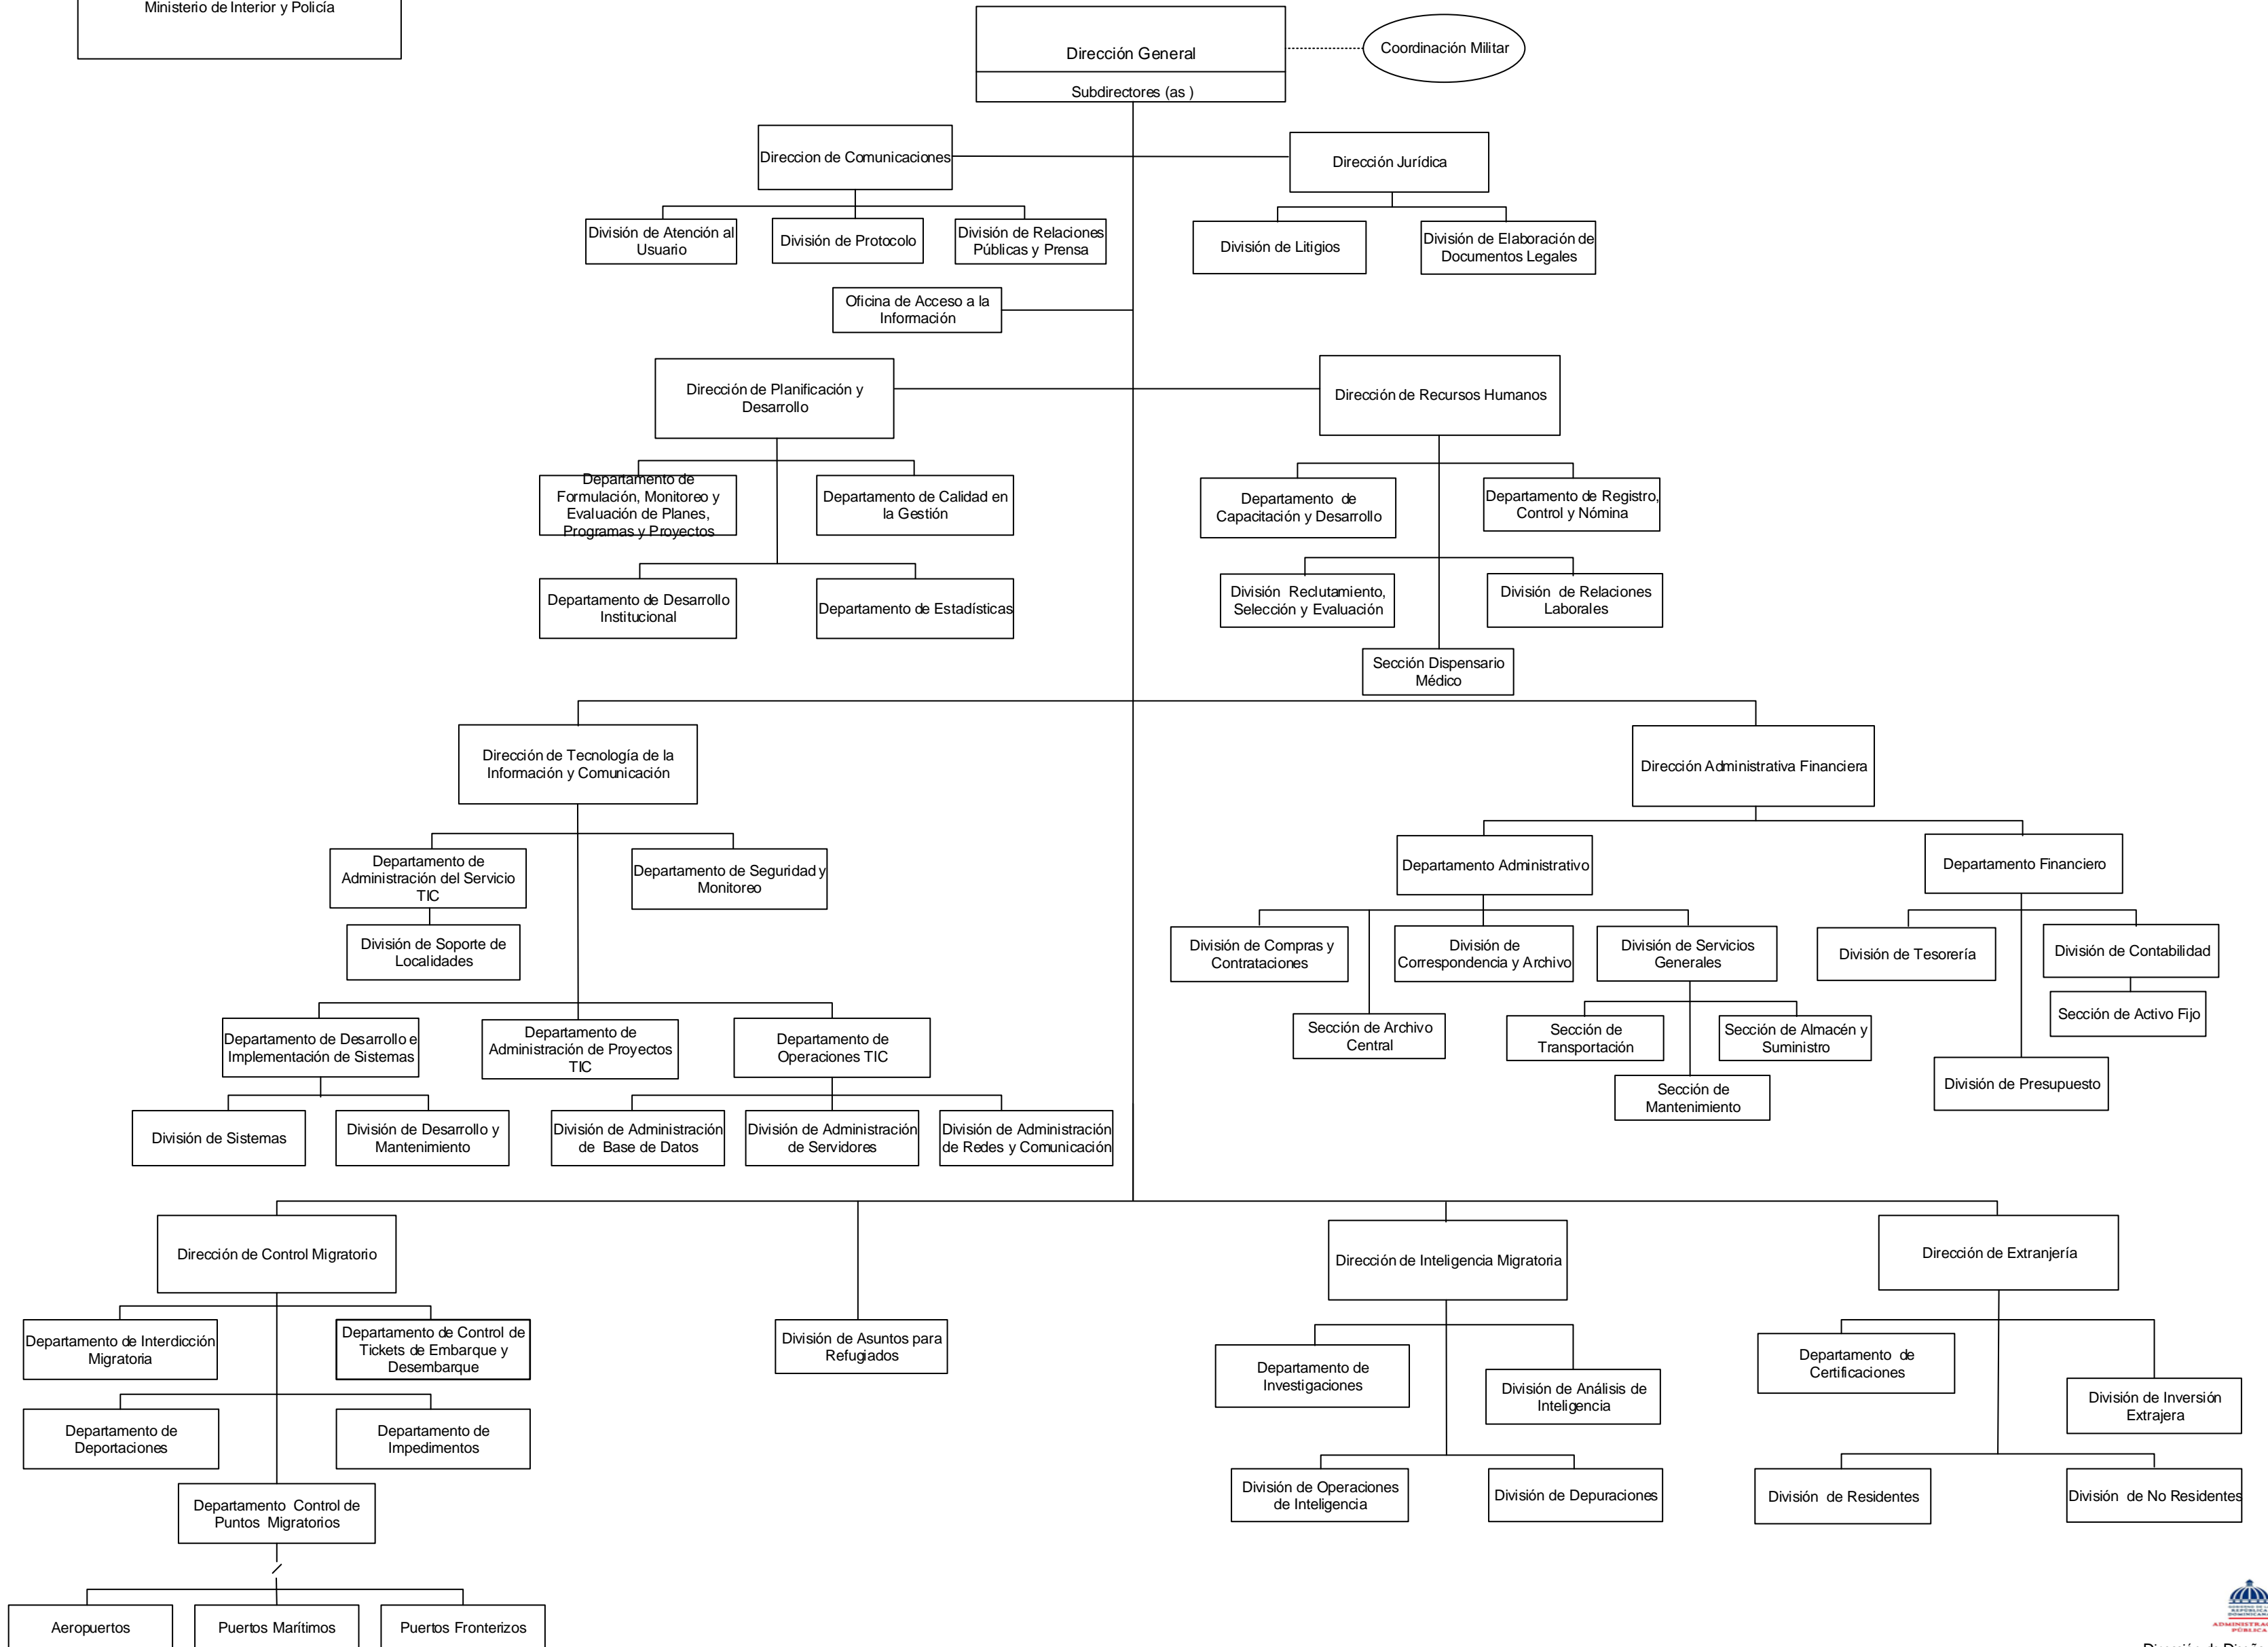 Ministerio de Interior y Policía
Dirección General
Coordinación Militar
Subdirectores (as )
Direccion de Comunicaciones
Dirección Jurídica
División de Atención al
Usuario
División de Protocolo
División de Relaciones
Públicas y Prensa
División de Litigios
División de Elaboración de
Documentos Legales
Oficina de Acceso a la
Información
Dirección de Planificación y
Desarrollo
Dirección de Recursos Humanos
Departamento de
Formulación, Monitoreo y
Evaluación de Planes,
Programas y Proyectos
Departamento de Calidad en
la Gestión
Departamento de
Capacitación y Desarrollo
Departamento de Registro,
Control y Nómina
Departamento de Desarrollo
Institucional
Departamento de Estadísticas
División Reclutamiento,
Selección y Evaluación
División de Relaciones
Laborales
Sección Dispensario
Médico
Dirección de Tecnología de la
Información y Comunicación
Dirección Administrativa Financiera
Departamento de
Administración del Servicio
TIC
Departamento de Seguridad y
Monitoreo
Departamento Administrativo
Departamento Financiero
División de Soporte de
Localidades
División de Compras y
Contrataciones
División de
Correspondencia y Archivo
División de Servicios
Generales
División de Tesorería
División de Contabilidad
Sección de Activo Fijo
Departamento de Desarrollo e
Implementación de Sistemas
Departamento de
Administración de Proyectos
TIC
Departamento de
Operaciones TIC
Sección de Archivo
Central
Sección de
Transportación
Sección de Almacén y
Suministro
Sección de
Mantenimiento
División de Presupuesto
División de Sistemas
División de Desarrollo y
Mantenimiento
División de Administración
de Base de Datos
División de Administración
de Servidores
División de Administración
de Redes y Comunicación
Dirección de Control Migratorio
Dirección de Inteligencia Migratoria
Dirección de Extranjería
Departamento de Interdicción
Migratoria
Departamento de Control de
Tickets de Embarque y
Desembarque
División de Asuntos para
Refugiados
Departamento de
Investigaciones
División de Análisis de
Inteligencia
Departamento de
Certificaciones
División de Inversión
Extrajera
Departamento de
Deportaciones
Departamento de
Impedimentos
División de Operaciones
de Inteligencia
División de Depuraciones
División de Residentes
División de No Residentes
Departamento Control de
Puntos Migratorios
Aeropuertos
Puertos Marítimos
Puertos Fronterizos